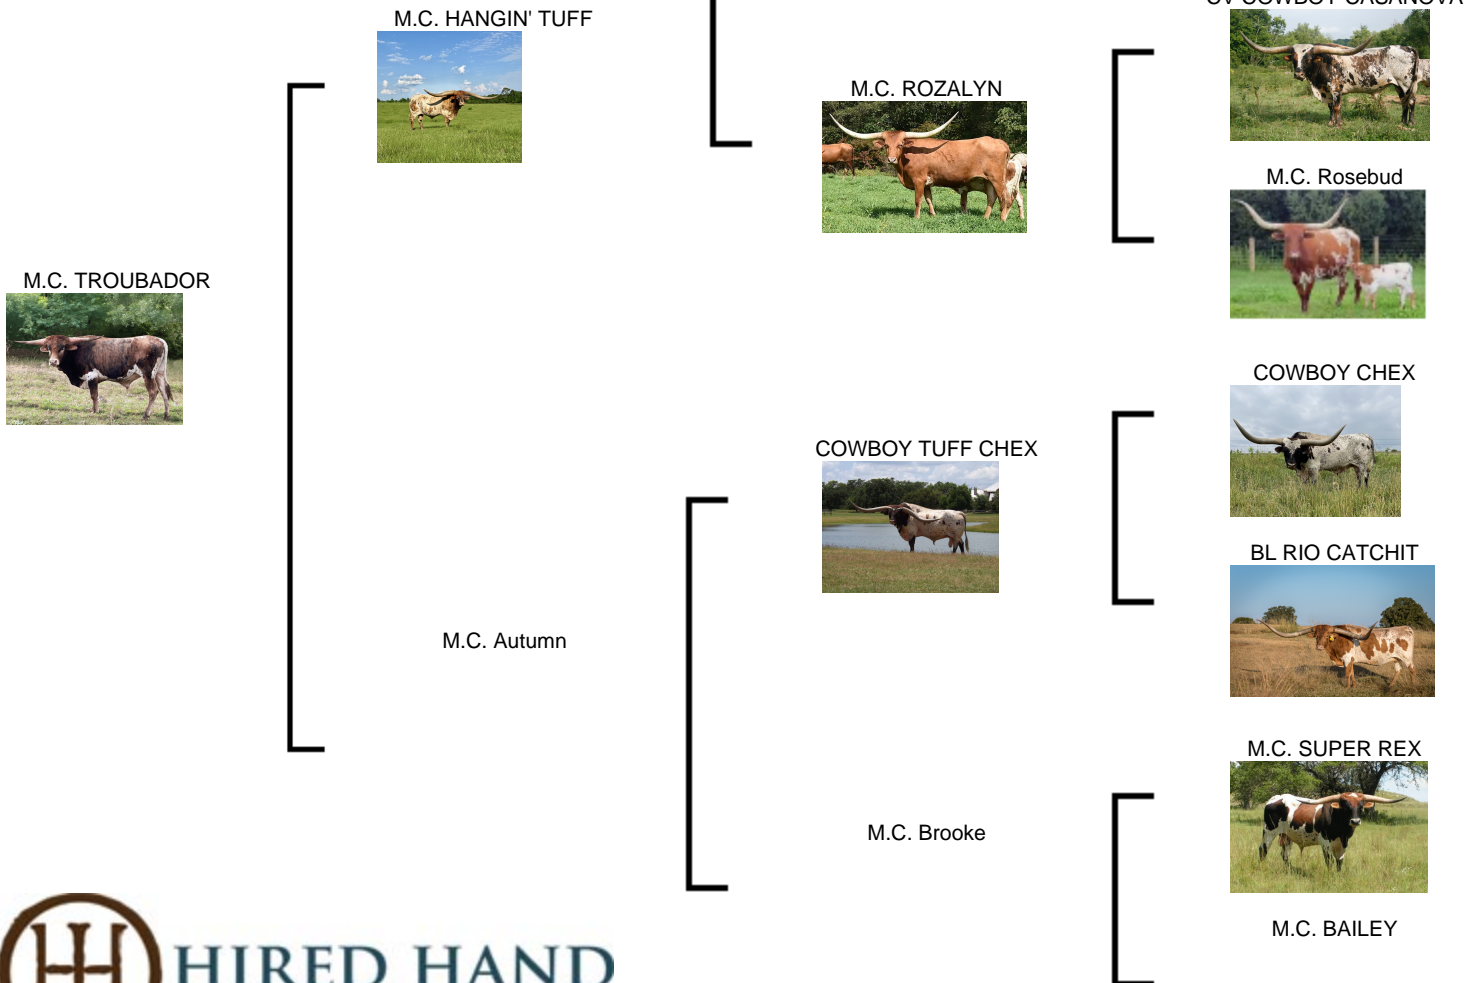 M.C. HANGIN' TUFF
M.C. ROZALYN
M.C. Rosebud
M.C. TROUBADOR
COWBOY CHEX
COWBOY TUFF CHEX
BL RIO CATCHIT
M.C. Autumn
M.C. SUPER REX
M.C. Brooke
M.C. BAILEY
HIRED HAND